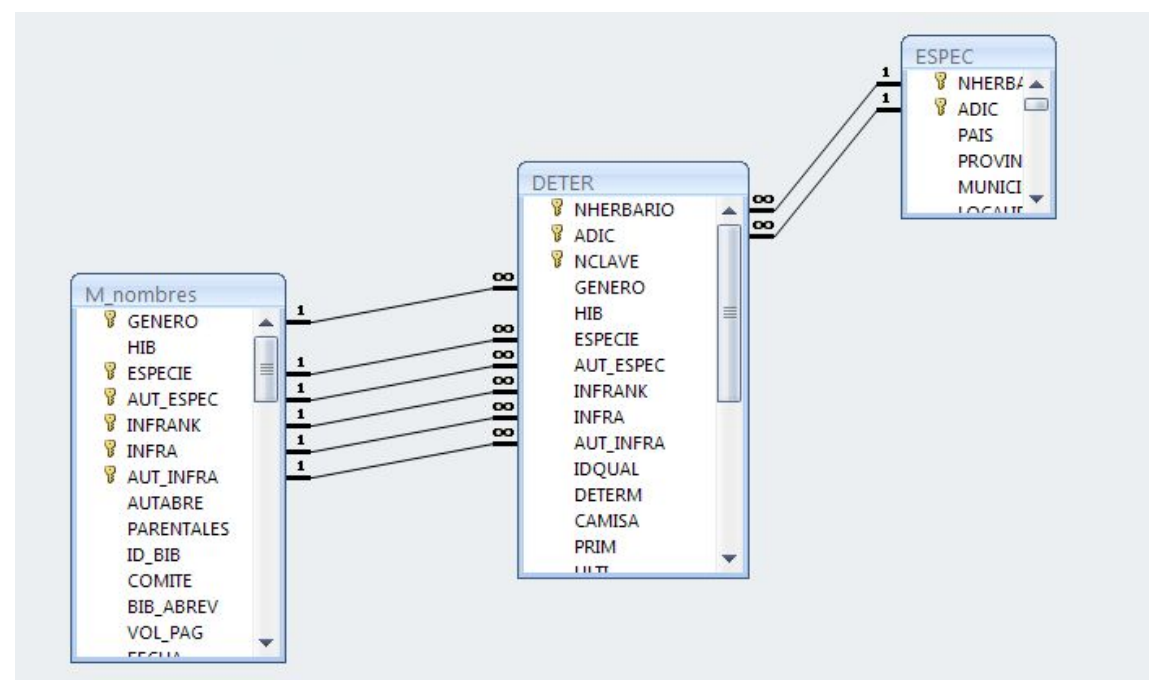 ESPEC
NHERBA
ADIC
PAIS
PROVIN
MUNICI
1
1
DETER
NHERBARIO
ADIC
NCLAVE
GENERO
HIB
ESPECIE
AUT_ESPEC
INFRANK
INFRA
AUT_INFRA
IDQUAL
DETERM
CAMISA
PRIM
∞
∞
∞
∞
∞
∞
∞
∞
M_nombres
GENERO
HIB
ESPECIE
AUT_ESPEC
INFRANK
INFRA
AUT_INFRA
AUTABRE
PARENTALES
ID_BIB
COMITE
BIB_ABREV
VOL_PAG
1
1
1
1
1
1